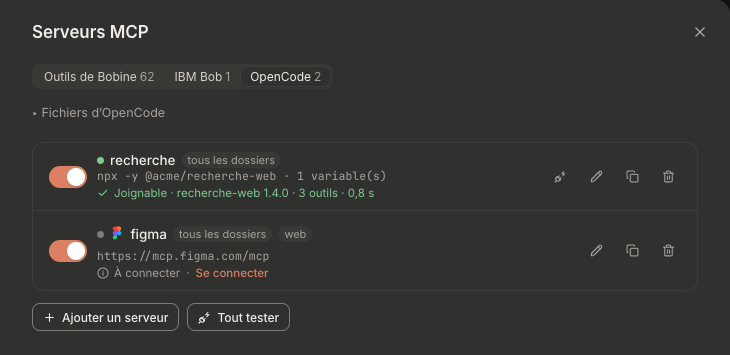 Serveurs MCP
Outils de Bobine 62 IBM Bob 1 OpenCode 2
Fichiers d'OpenCode
recherche tous les dossiers
npx -y @acme/recherche-web · 1 variable(s)
Joignable · recherche-web 1.4.0 · 3 outils · 0,8 s
figma tous les dossiers web
https://mcp.figma.com/mcp
À connecter · Se connecter
+ Ajouter un serveur Tout tester